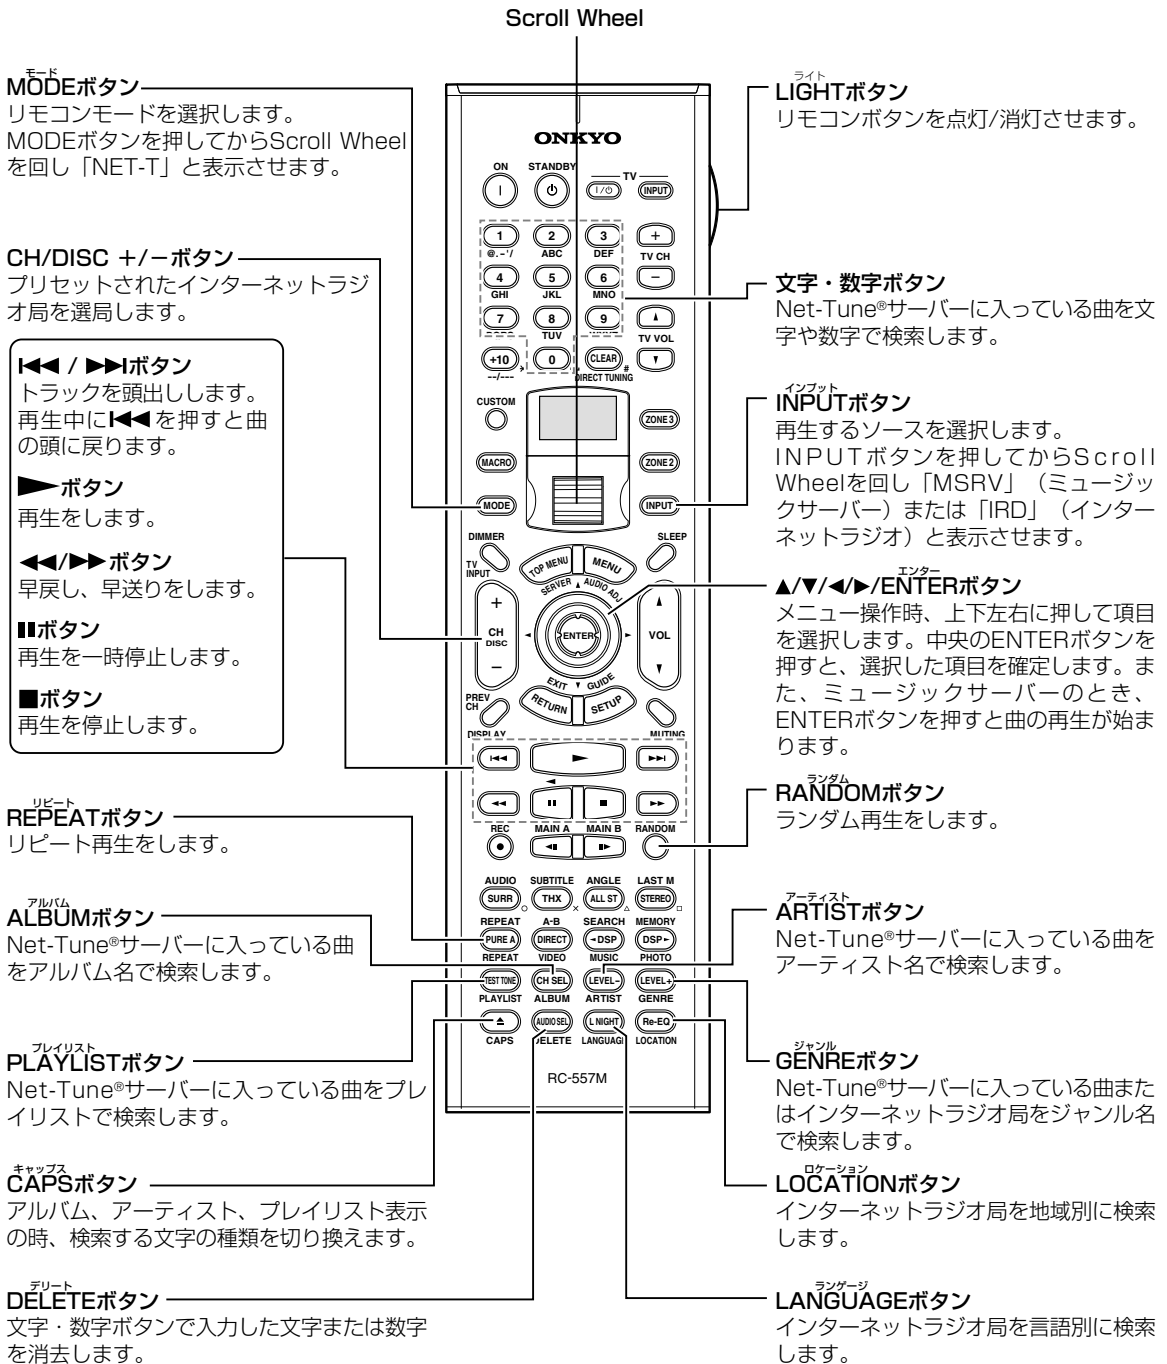 Scroll Wheel
モード
MODEボタン
リモコンモードを選択します。
MODEボタンを押してからScroll Wheel
を回し「NET-T」と表示させます。
CH/DISC ＋/−ボタン
プリセットされたインターネットラジ
オ局を選局します。
I◀◀ / ▶▶Iボタン
トラックを頭出しします。
再生中にI◀◀を押すと曲
の頭に戻ります。
▶ボタン
再生をします。
◀◀/▶▶ボタン
早戻し、早送りをします。
▮▮ボタン
再生を一時停止します。
■ボタン
再生を停止します。
リピート
REPEATボタン
リピート再生をします。
アルバム
ALBUMボタン
Net-Tune®サーバーに入っている曲
をアルバム名で検索します。
プレイリスト
PLAYLISTボタン
Net-Tune®サーバーに入っている曲をプレ
イリストで検索します。
キャップス
CAPSボタン
アルバム、アーティスト、プレイリスト表示
の時、検索する文字の種類を切り換えます。
デリート
DELETEボタン
文字・数字ボタンで入力した文字または数字
を消去します。
ONKYO
ON STANDBY TV
I I/⏻ INPUT
1 2 3 +
@.-'/ ABC DEF TV CH
4 5 6 −
GHI JKL MNO
7 8 9
TUV TV VOL
+10 0 CLEAR
--/--- # DIRECT TUNING
CUSTOM
ZONE 3
MACRO ZONE 2
MODE INPUT
DIMMER SLEEP
TV INPUT TOP MENU MENU
SERVER AUDIO ADJ
+
CH DISC ENTER VOL
−
EXIT GUIDE
PREV CH RETURN SETUP
DISPLAY MUTING
REC MAIN A MAIN B RANDOM
AUDIO SUBTITLE ANGLE LAST M
SURR THX ALL ST STEREO
REPEAT A-B SEARCH MEMORY
PURE A DIRECT ◄DSP DSP►
REPEAT VIDEO MUSIC PHOTO
TEST TONE CH SEL LEVEL− LEVEL+
PLAYLIST ALBUM ARTIST GENRE
AUDIO SEL L NIGHT Re-EQ
CAPS DELETE LANGUAGE LOCATION
RC-557M
ライト
LIGHTボタン
リモコンボタンを点灯/消灯させます。
文字・数字ボタン
Net-Tune®サーバーに入っている曲を文
字や数字で検索します。
インプット
INPUTボタン
再生するソースを選択します。
INPUTボタンを押してからScroll
Wheelを回し「MSRV」（ミュージッ
クサーバー）または「IRD」（インター
ネットラジオ）と表示させます。
エンター
▲/▼/◀/▶/ENTERボタン
メニュー操作時、上下左右に押して項目
を選択します。中央のENTERボタンを
押すと、選択した項目を確定します。ま
た、ミュージックサーバーのとき、
ENTERボタンを押すと曲の再生が始ま
ります。
ランダム
RANDOMボタン
ランダム再生をします。
アーティスト
ARTISTボタン
Net-Tune®サーバーに入っている曲を
アーティスト名で検索します。
ジャンル
GENREボタン
Net-Tune®サーバーに入っている曲また
はインターネットラジオ局をジャンル名
で検索します。
ロケーション
LOCATIONボタン
インターネットラジオ局を地域別に検索
します。
ランゲージ
LANGUAGEボタン
インターネットラジオ局を言語別に検索
します。